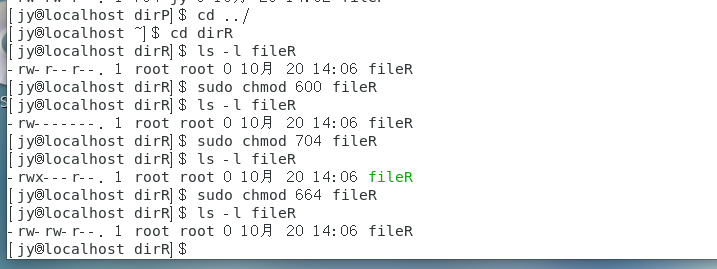 [jy@localhost dirP]$ cd ../
[jy@localhost ~]$ cd dirR
[jy@localhost dirR]$ ls -l fileR
-rw-r--r--. 1 root root 0 10月 20 14:06 fileR
[jy@localhost dirR]$ sudo chmod 600 fileR
[jy@localhost dirR]$ ls -l fileR
-rw-------. 1 root root 0 10月 20 14:06 fileR
[jy@localhost dirR]$ sudo chmod 704 fileR
[jy@localhost dirR]$ ls -l fileR
-rwx---r--. 1 root root 0 10月 20 14:06 fileR
[jy@localhost dirR]$ sudo chmod 664 fileR
[jy@localhost dirR]$ ls -l fileR
-rw-rw-r--. 1 root root 0 10月 20 14:06 fileR
[jy@localhost dirR]$